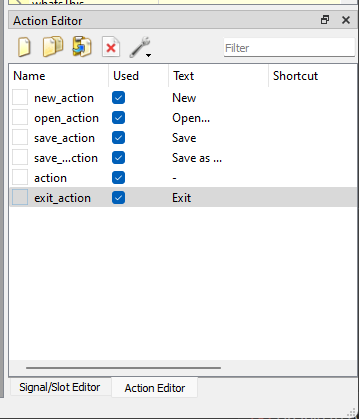 whatsThis
Action Editor
Filter
Name Used Text Shortcut
new_action New
open_action Open...
save_action Save
save_...ction Save as ...
action -
exit_action Exit
Signal/Slot Editor Action Editor